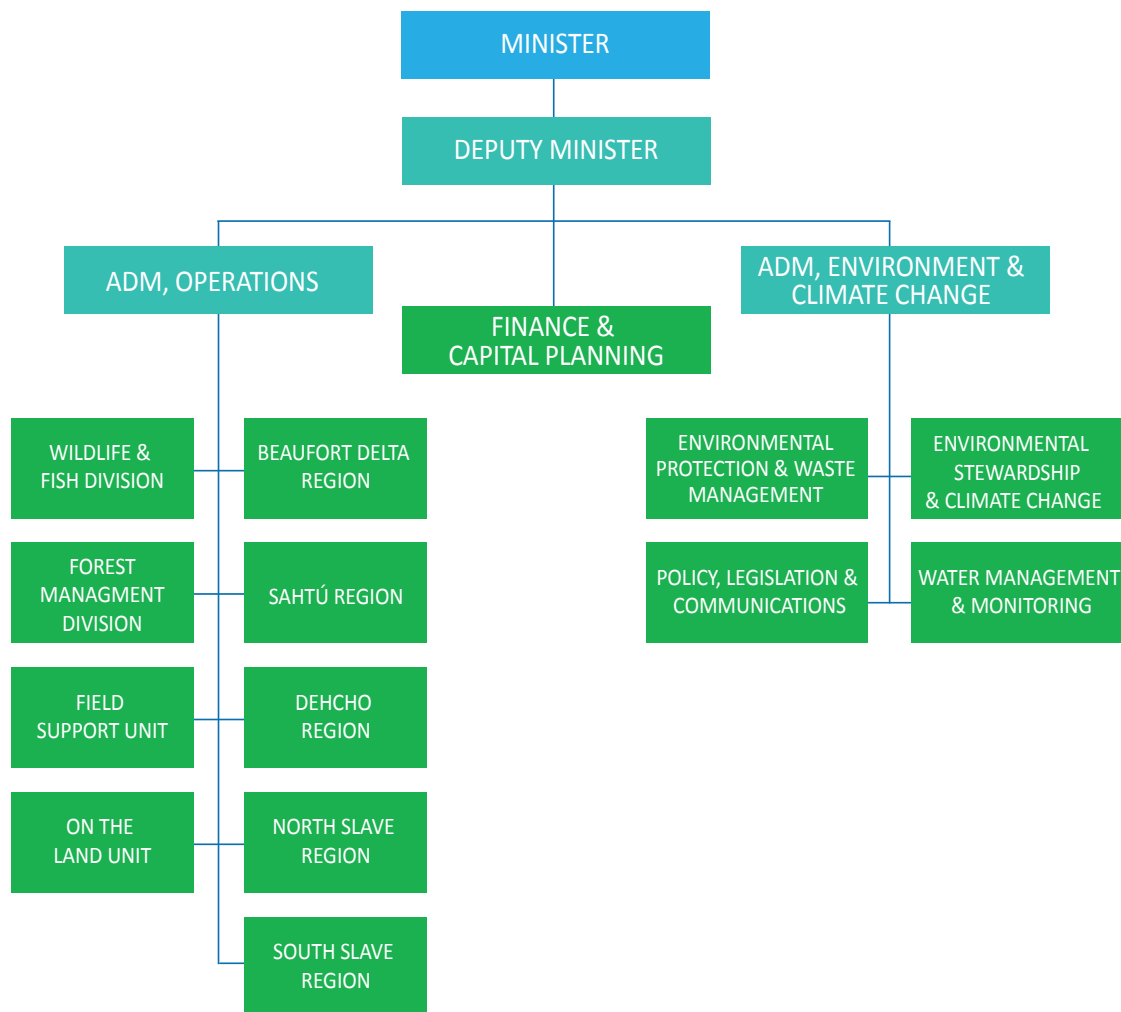 MINISTER
DEPUTY MINISTER
ADM, OPERATIONS
ADM, ENVIRONMENT &
CLIMATE CHANGE
FINANCE &
CAPITAL PLANNING
WILDLIFE &
FISH DIVISION
BEAUFORT DELTA
REGION
FOREST
MANAGMENT
DIVISION
SAHTÚ REGION
FIELD
SUPPORT UNIT
DEHCHO
REGION
ON THE
LAND UNIT
NORTH SLAVE
REGION
SOUTH SLAVE
REGION
ENVIRONMENTAL
PROTECTION & WASTE
MANAGEMENT
ENVIRONMENTAL
STEWARDSHIP
& CLIMATE CHANGE
POLICY, LEGISLATION &
COMMUNICATIONS
WATER MANAGEMENT
& MONITORING